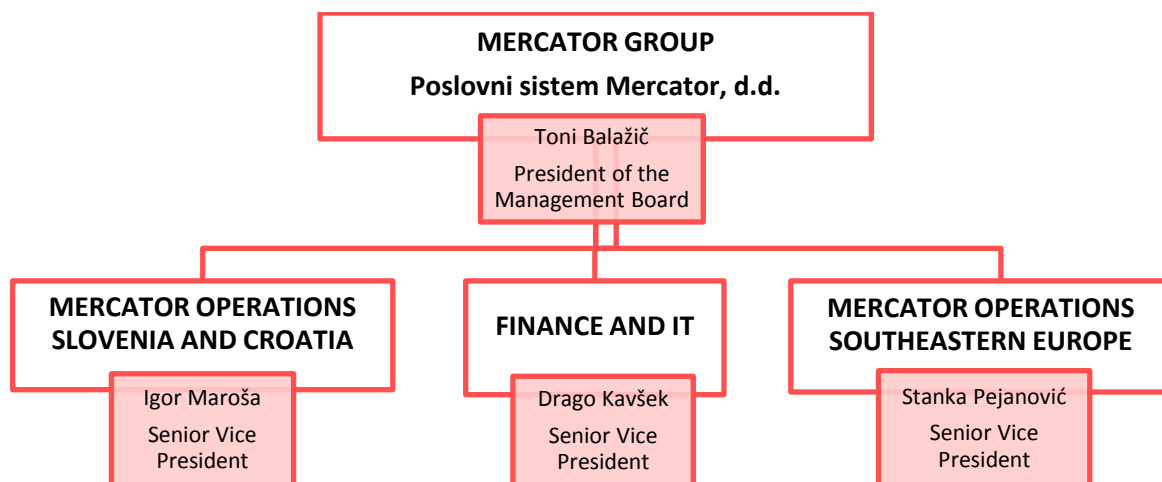 MERCATOR GROUP
Poslovni sistem Mercator, d.d.
Toni Balažič
President of the
Management Board
MERCATOR OPERATIONS
SLOVENIA AND CROATIA
Igor Maroša
Senior Vice
President
FINANCE AND IT
Drago Kavšek
Senior Vice
President
MERCATOR OPERATIONS
SOUTHEASTERN EUROPE
Stanka Pejanović
Senior Vice
President